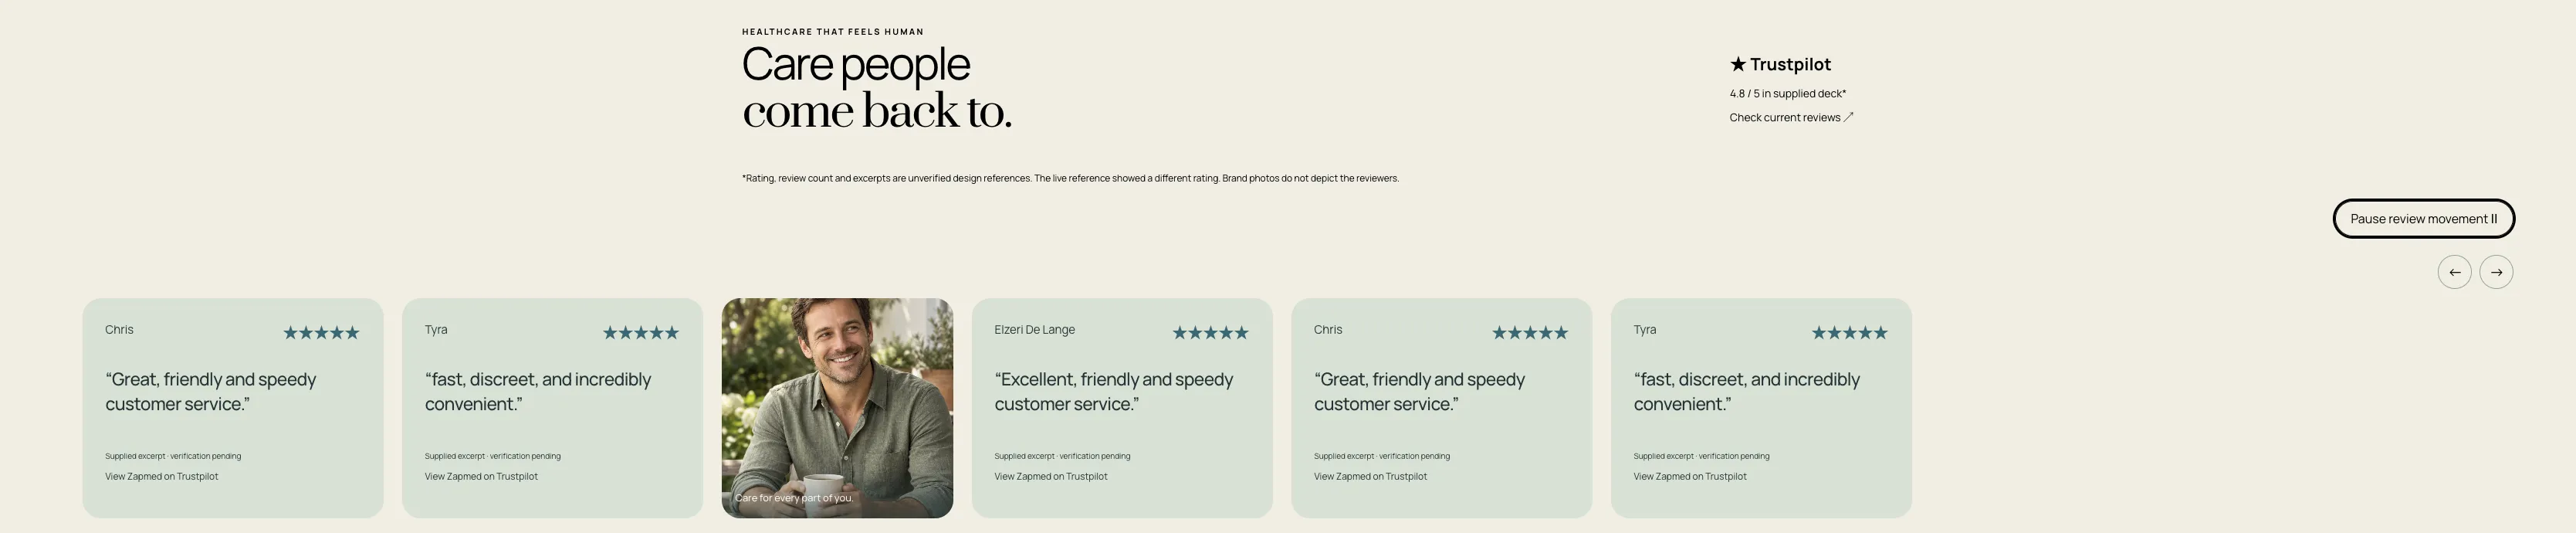 HEALTHCARE THAT FEELS HUMAN
Care people
come back to.
★ Trustpilot
4.8 / 5 in supplied deck*
Check current reviews ↗
*Rating, review count and excerpts are unverified design references. The live reference showed a different rating. Brand photos do not depict the reviewers.
Pause review movement II
← →
Chris ★★★★★
“Great, friendly and speedy
customer service.”
Supplied excerpt · verification pending
View Zapmed on Trustpilot
Tyra ★★★★★
“fast, discreet, and incredibly
convenient.”
Supplied excerpt · verification pending
View Zapmed on Trustpilot
Care for every part of you.
Elzeri De Lange ★★★★★
“Excellent, friendly and speedy
customer service.”
Supplied excerpt · verification pending
View Zapmed on Trustpilot
Chris ★★★★★
“Great, friendly and speedy
customer service.”
Supplied excerpt · verification pending
View Zapmed on Trustpilot
Tyra ★★★★★
“fast, discreet, and incredibly
convenient.”
Supplied excerpt · verification pending
View Zapmed on Trustpilot